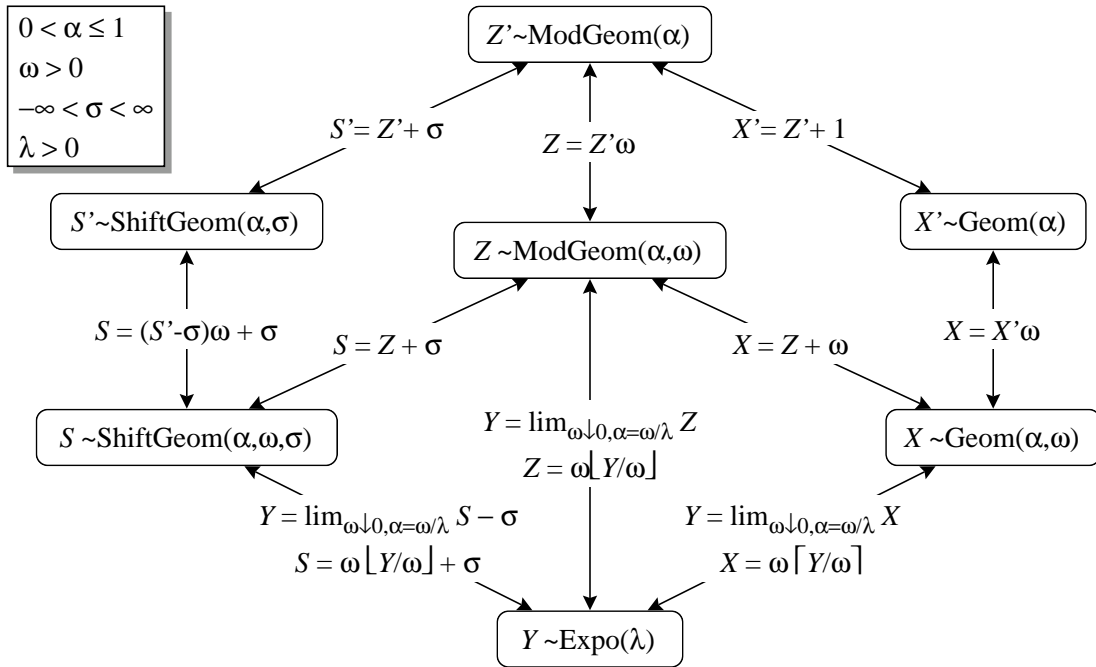 0 < α ≤ 1
ω > 0
−∞ < σ < ∞
λ > 0
Z'~ModGeom(α)
S'= Z'+ σ
Z = Z'ω
X'= Z'+ 1
S'~ShiftGeom(α,σ)
Z ~ModGeom(α,ω)
X'~Geom(α)
S = (S'-σ)ω + σ
S = Z + σ
X = Z + ω
X = X'ω
S ~ShiftGeom(α,ω,σ)
Y = lim_{ω↓0,α=ω/λ} Z
Z = ω⌊Y/ω⌋
X ~Geom(α,ω)
Y = lim_{ω↓0,α=ω/λ} S − σ
S = ω⌊Y/ω⌋ + σ
Y = lim_{ω↓0,α=ω/λ} X
X = ω⌈Y/ω⌉
Y ~Expo(λ)